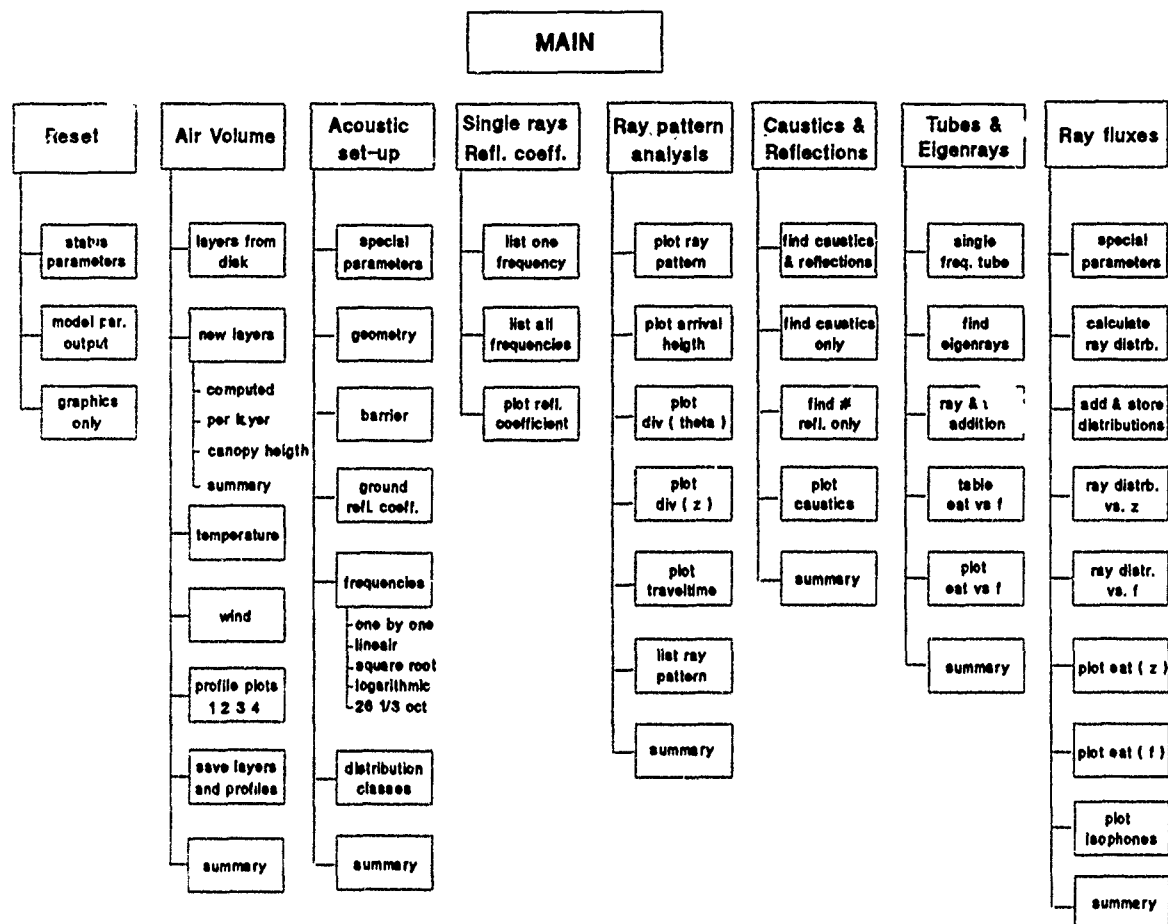 MAIN
Reset
status
parameters
model par.
output
graphics
only
Air Volume
layers from
disk
new layers
computed
per layer
canopy heigth
summary
temperature
wind
profile plots
1 2 3 4
save layers
and profiles
summary
Acoustic
set-up
special
parameters
geometry
barrier
ground
refl. coeff.
frequencies
one by one
lineair
square root
logarithmic
26 1/3 oct
distribution
classes
summary
Single rays
Refl. coeff.
list one
frequency
list all
frequencies
plot refl.
coefficient
Ray pattern
analysis
plot ray
pattern
plot arrival
heigth
plot
div ( theta )
plot
div ( z )
plot
traveltime
list ray
pattern
summary
Caustics &
Reflections
find caustics
& reflections
find caustics
only
find #
refl. only
plot
caustics
summary
Tubes &
Eigenrays
single
freq. tube
find
eigenrays
ray &
addition
table
eat vs f
plot
eat vs f
summary
Ray fluxes
special
parameters
calculate
ray distrb.
add & store
distributions
ray distrb.
vs. z
ray distr.
vs. f
plot eat ( z )
plot eat ( f )
plot
isophones
summary